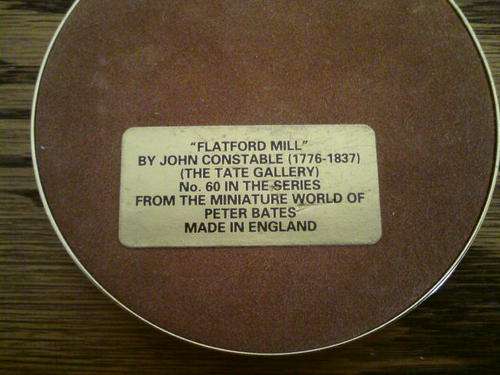 "FLATFORD MILL"
BY JOHN CONSTABLE (1776-1837)
(THE TATE GALLERY)
No. 60 IN THE SERIES
FROM THE MINIATURE WORLD OF
PETER BATES
MADE IN ENGLAND